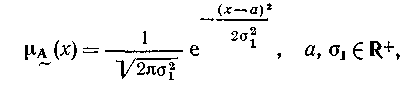 μ_A̰ (x) = 1/√(2πσ₁²) e^(−(x−a)²/(2σ₁²)), a, σ₁ ∈ ℝ⁺,